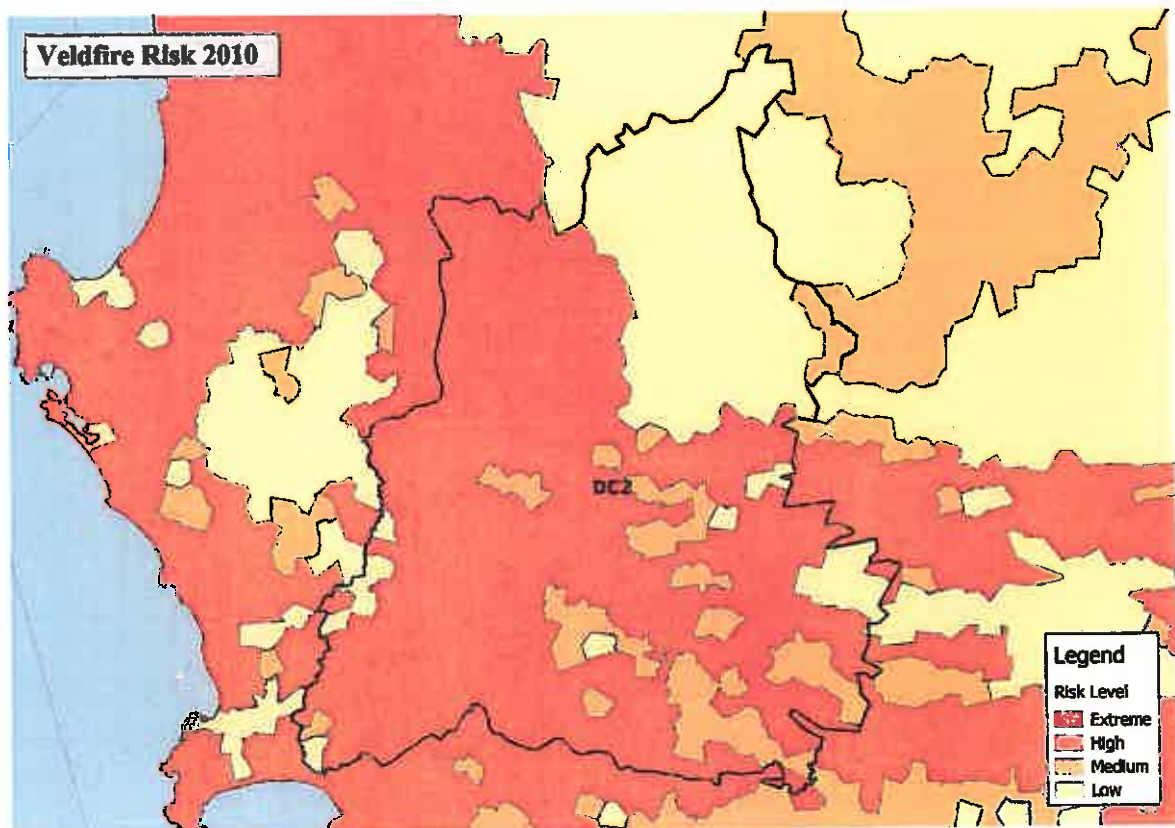 Veldfire Risk 2010
DC2
Legend
Risk Level
Extreme
High
Medium
Low